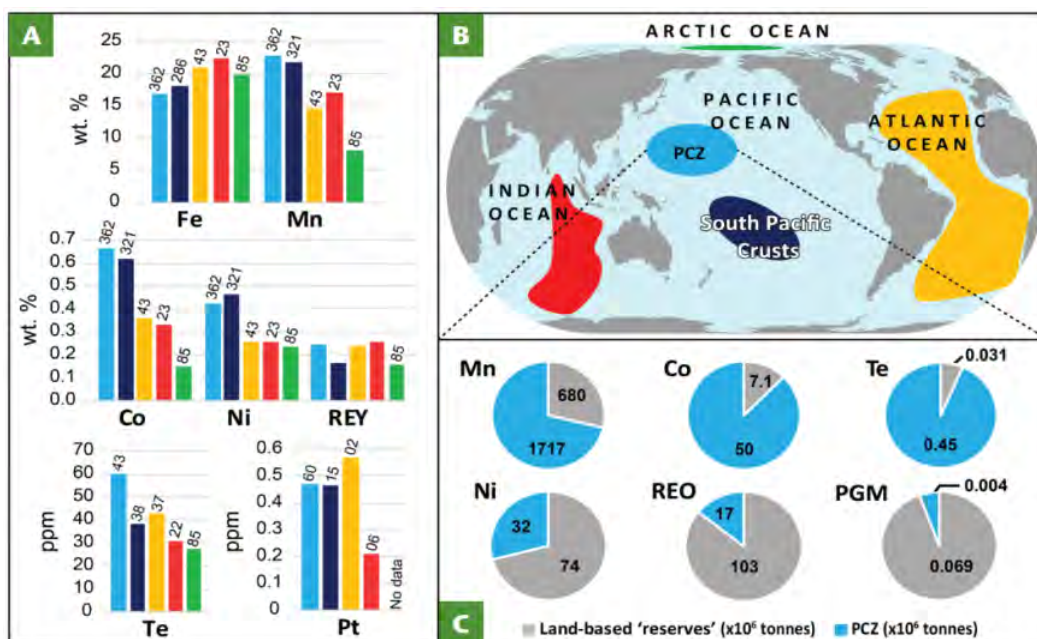 A
25
20
15
10
5
0
wt. %
362
286
43
23
85
362
321
43
23
85
Fe
Mn
0.7
0.6
0.5
0.4
0.3
0.2
0.1
0.0
wt. %
362
321
43
23
85
362
321
43
23
85
85
Co
Ni
REY
70
60
50
40
30
20
10
0
ppm
43
38
37
22
85
Te
0.6
0.5
0.4
0.3
0.2
0.1
0
ppm
60
15
02
06
No data
Pt
B
ARCTIC OCEAN
PACIFIC
OCEAN
ATLANTIC
OCEAN
PCZ
INDIAN
OCEAN
South Pacific
Crusts
Mn
680
1717
Co
7.1
50
Te
0.031
0.45
Ni
32
74
REO
17
103
PGM
0.004
0.069
C
Land-based 'reserves' (x10⁶ tonnes)
PCZ (x10⁶ tonnes)